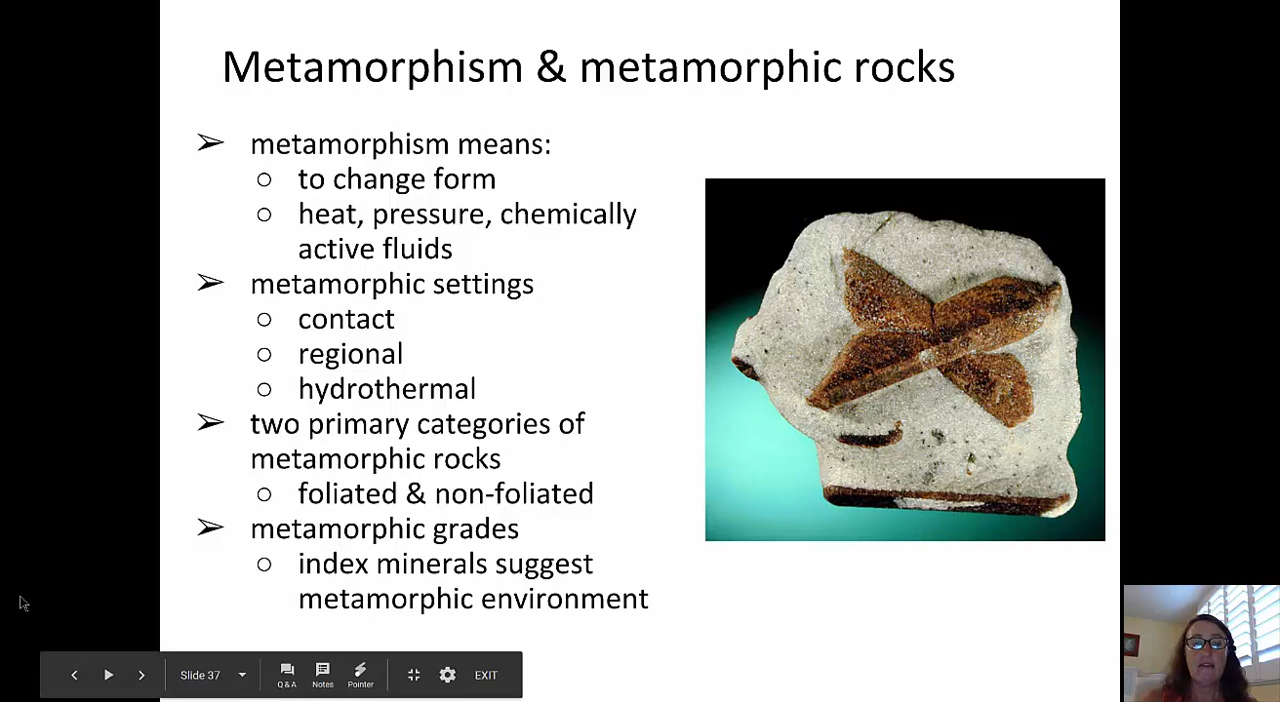 Metamorphism & metamorphic rocks
➢ metamorphism means:
○ to change form
○ heat, pressure, chemically
active fluids
➢ metamorphic settings
○ contact
○ regional
○ hydrothermal
➢ two primary categories of
metamorphic rocks
○ foliated & non-foliated
➢ metamorphic grades
○ index minerals suggest
metamorphic environment
Slide 37
Q & A
Notes
Pointer
EXIT